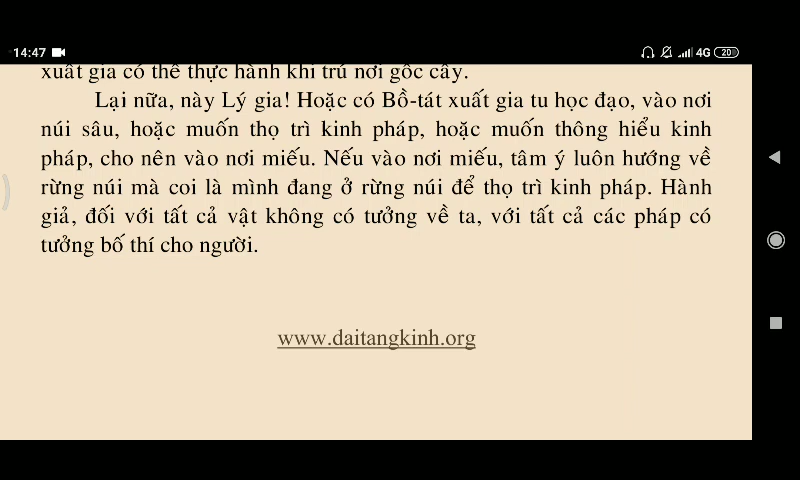 14:47
4G 20
xuất gia có thể thực hành khi trú nơi gốc cây.
Lại nữa, này Lý gia! Hoặc có Bồ-tát xuất gia tu học đạo, vào nơi
núi sâu, hoặc muốn thọ trì kinh pháp, hoặc muốn thông hiểu kinh
pháp, cho nên vào nơi miếu. Nếu vào nơi miếu, tâm ý luôn hướng về
rừng núi mà coi là mình đang ở rừng núi để thọ trì kinh pháp. Hành
giả, đối với tất cả vật không có tưởng về ta, với tất cả các pháp có
tưởng bố thí cho người.
www.daitangkinh.org